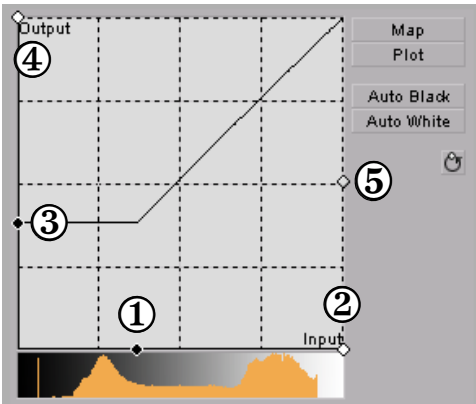 Output
Map
④
Plot
Auto Black
Auto White
⑤
③
②
①
Input